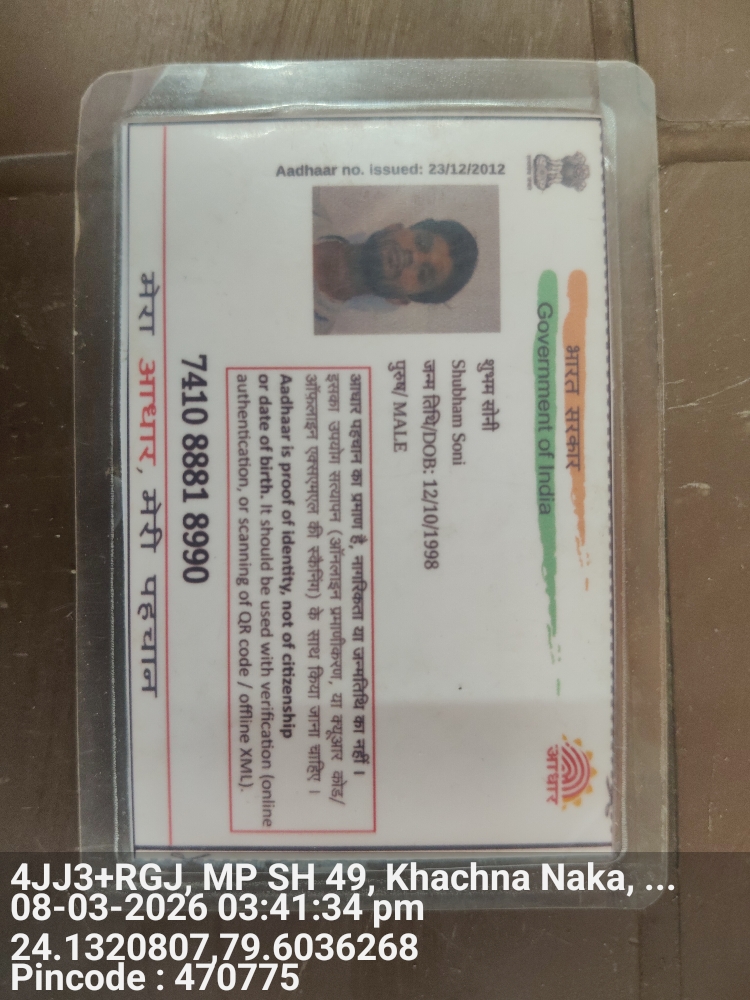 भारत सरकार
Government of India
आधार
Aadhaar no. issued: 23/12/2012
शुभम सोनी
Shubham Soni
जन्म तिथि/DOB: 12/10/1998
पुरुष/ MALE
आधार पहचान का प्रमाण है, नागरिकता या जन्मतिथि का नहीं।
इसका उपयोग सत्यापन (ऑनलाइन प्रमाणीकरण, या क्यूआर कोड/
ऑफ़लाइन एक्सएमएल की स्कैनिंग) के साथ किया जाना चाहिए।
Aadhaar is proof of identity, not of citizenship
or date of birth. It should be used with verification (online
authentication, or scanning of QR code / offline XML).
7410 8881 8990
मेरा आधार, मेरी पहचान
4JJ3+RGJ, MP SH 49, Khachna Naka, ...
08-03-2026 03:41:34 pm
24.1320807,79.6036268
Pincode : 470775